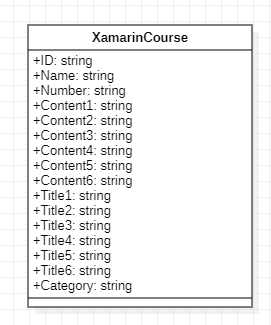 XamarinCourse
+ID: string
+Name: string
+Number: string
+Content1: string
+Content2: string
+Content3: string
+Content4: string
+Content5: string
+Content6: string
+Title1: string
+Title2: string
+Title3: string
+Title4: string
+Title5: string
+Title6: string
+Category: string